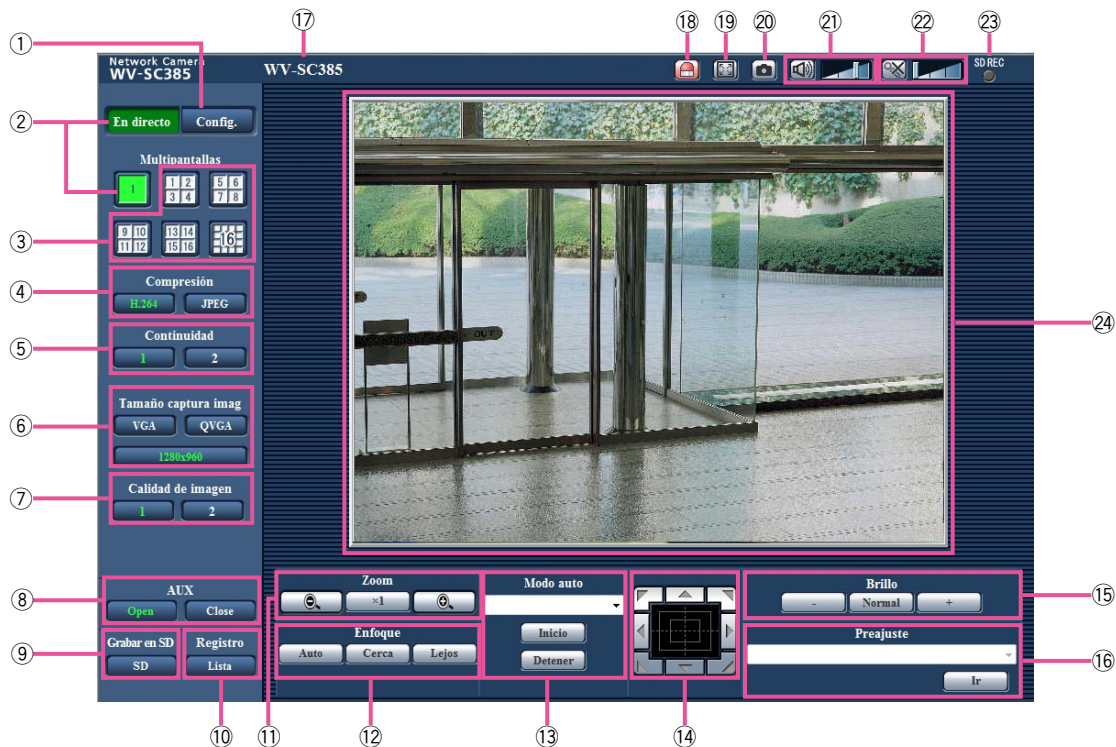 ①
⑰
⑱
⑲
⑳
㉑
㉒
㉓
Network Camera
WV-SC385
WV-SC385
SD REC
②
En directo
Config.
Multipantallas
1
1 2
3 4
5 6
7 8
③
9 10
11 12
13 14
15 16
16
④
Compresión
H.264
JPEG
⑤
Continuidad
1
2
OUT
㉔
⑥
Tamaño captura imag
VGA
QVGA
1280x960
⑦
Calidad de imagen
1
2
⑧
AUX
Open
Close
⑨
Grabar en SD
SD
Registro
Lista
⑩
⑪
Zoom
×1
Enfoque
Auto
Cerca
Lejos
⑫
Modo auto
Inicio
Detener
⑬
⑭
Brillo
-
Normal
+
⑮
Preajuste
Ir
⑯